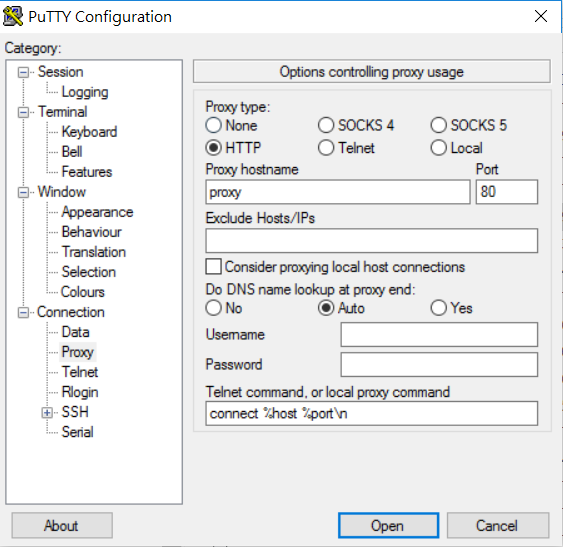 PuTTY Configuration
Category:
Session
Logging
Terminal
Keyboard
Bell
Features
Window
Appearance
Behaviour
Translation
Selection
Colours
Connection
Data
Proxy
Telnet
Rlogin
SSH
Serial
Options controlling proxy usage
Proxy type:
None SOCKS 4 SOCKS 5
HTTP Telnet Local
Proxy hostname Port
proxy 80
Exclude Hosts/IPs
Consider proxying local host connections
Do DNS name lookup at proxy end:
No Auto Yes
Username
Password
Telnet command, or local proxy command
connect %host %port\n
About Open Cancel